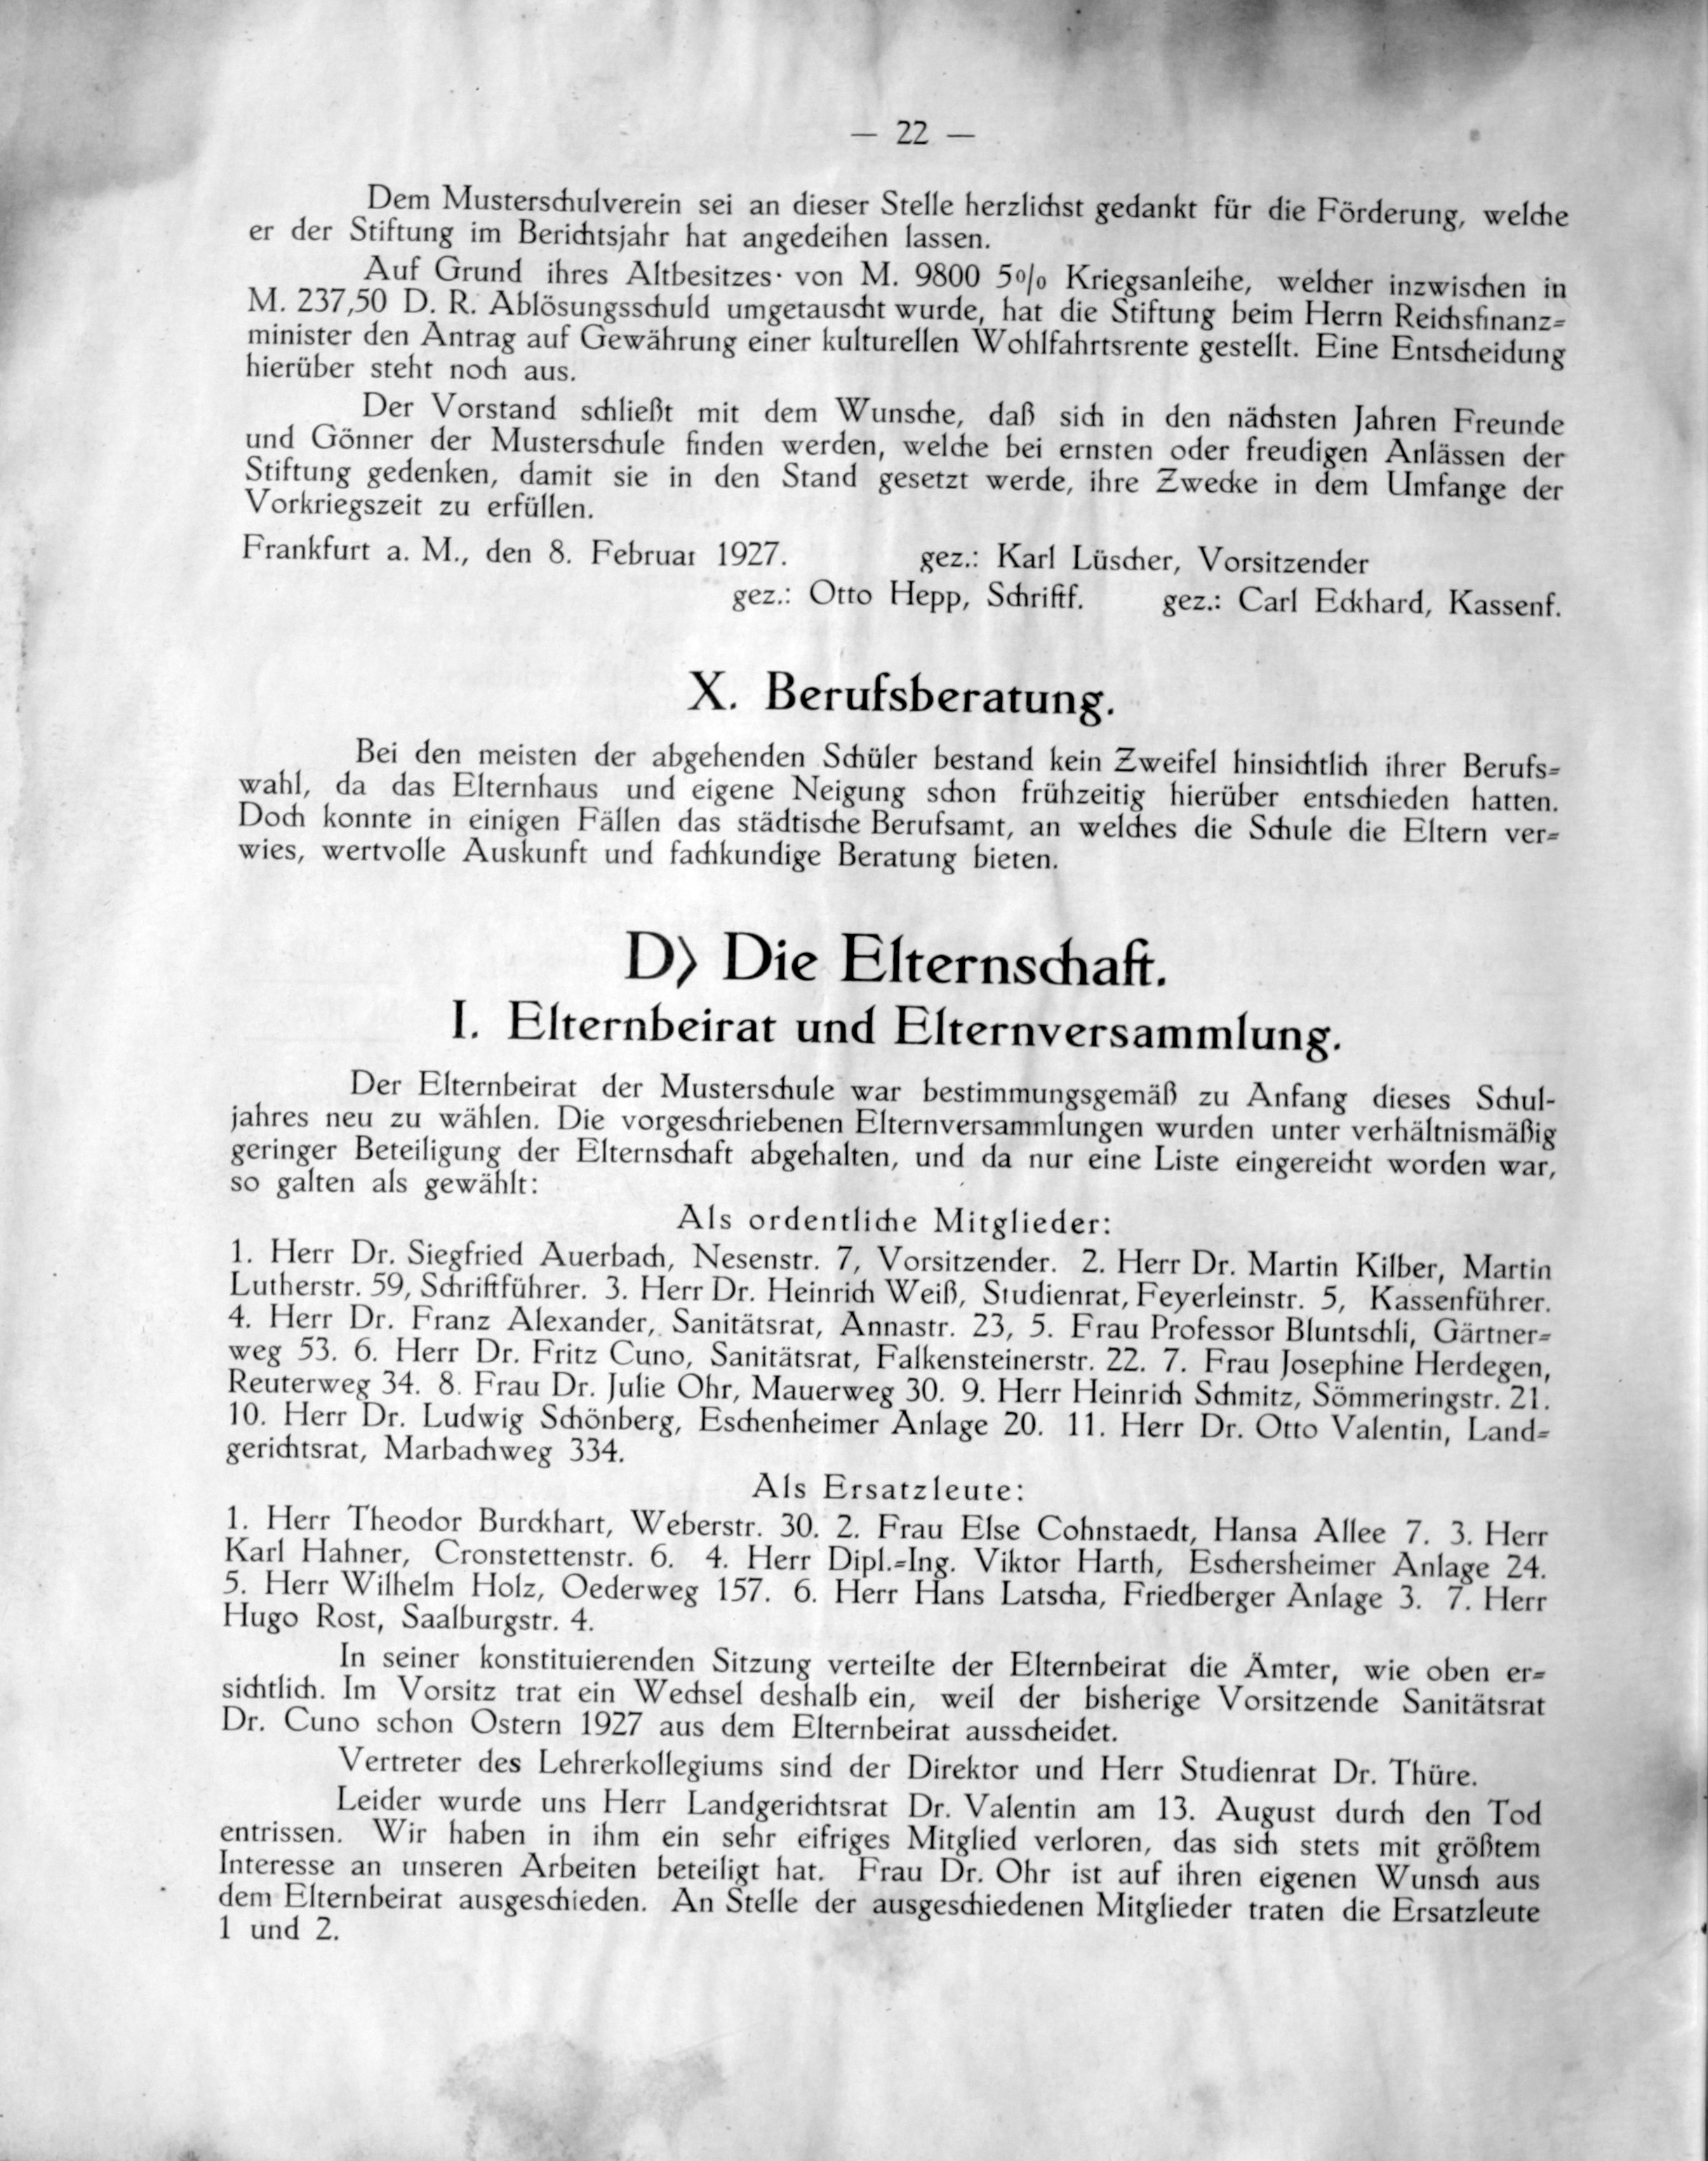 — 22 —
Dem Musterschulverein sei an dieser Stelle herzlichst gedankt für die Förderung, welche
er der Stiftung im Berichtsjahr hat angedeihen lassen.
Auf Grund ihres Altbesitzes· von M. 9800 5% Kriegsanleihe, welcher inzwischen in
M. 237,50 D. R. Ablösungsschuld umgetauscht wurde, hat die Stiftung beim Herrn Reichsfinanz=
minister den Antrag auf Gewährung einer kulturellen Wohlfahrtsrente gestellt. Eine Entscheidung
hierüber steht noch aus.
Der Vorstand schließt mit dem Wunsche, daß sich in den nächsten Jahren Freunde
und Gönner der Musterschule finden werden, welche bei ernsten oder freudigen Anlässen der
Stiftung gedenken, damit sie in den Stand gesetzt werde, ihre Zwecke in dem Umfange der
Vorkriegszeit zu erfüllen.
Frankfurt a. M., den 8. Februar 1927. gez.: Karl Lüscher, Vorsitzender
gez.: Otto Hepp, Schriftf. gez.: Carl Eckhard, Kassenf.
X. Berufsberatung.
Bei den meisten der abgehenden Schüler bestand kein Zweifel hinsichtlich ihrer Berufs=
wahl, da das Elternhaus und eigene Neigung schon frühzeitig hierüber entschieden hatten.
Doch konnte in einigen Fällen das städtische Berufsamt, an welches die Schule die Eltern ver=
wies, wertvolle Auskunft und fachkundige Beratung bieten.
D) Die Elternschaft.
I. Elternbeirat und Elternversammlung.
Der Elternbeirat der Musterschule war bestimmungsgemäß zu Anfang dieses Schul-
jahres neu zu wählen. Die vorgeschriebenen Elternversammlungen wurden unter verhältnismäßig
geringer Beteiligung der Elternschaft abgehalten, und da nur eine Liste eingereicht worden war,
so galten als gewählt:
Als ordentliche Mitglieder:
1. Herr Dr. Siegfried Auerbach, Nesenstr. 7, Vorsitzender. 2. Herr Dr. Martin Kilber, Martin
Lutherstr. 59, Schriftführer. 3. Herr Dr. Heinrich Weiß, Studienrat, Feyerleinstr. 5, Kassenführer.
4. Herr Dr. Franz Alexander, Sanitätsrat, Annastr. 23, 5. Frau Professor Bluntschli, Gärtner=
weg 53. 6. Herr Dr. Fritz Cuno, Sanitätsrat, Falkensteinerstr. 22. 7. Frau Josephine Herdegen,
Reuterweg 34. 8. Frau Dr. Julie Ohr, Mauerweg 30. 9. Herr Heinrich Schmitz, Sömmeringstr. 21.
10. Herr Dr. Ludwig Schönberg, Eschenheimer Anlage 20. 11. Herr Dr. Otto Valentin, Land=
gerichtsrat, Marbachweg 334.
Als Ersatzleute:
1. Herr Theodor Burckhart, Weberstr. 30. 2. Frau Else Cohnstaedt, Hansa Allee 7. 3. Herr
Karl Hahner, Cronstettenstr. 6. 4. Herr Dipl.=Ing. Viktor Harth, Eschersheimer Anlage 24.
5. Herr Wilhelm Holz, Oederweg 157. 6. Herr Hans Latscha, Friedberger Anlage 3. 7. Herr
Hugo Rost, Saalburgstr. 4.
In seiner konstituierenden Sitzung verteilte der Elternbeirat die Ämter, wie oben er=
sichtlich. Im Vorsitz trat ein Wechsel deshalb ein, weil der bisherige Vorsitzende Sanitätsrat
Dr. Cuno schon Ostern 1927 aus dem Elternbeirat ausscheidet.
Vertreter des Lehrerkollegiums sind der Direktor und Herr Studienrat Dr. Thüre.
Leider wurde uns Herr Landgerichtsrat Dr. Valentin am 13. August durch den Tod
entrissen. Wir haben in ihm ein sehr eifriges Mitglied verloren, das sich stets mit größtem
Interesse an unseren Arbeiten beteiligt hat. Frau Dr. Ohr ist auf ihren eigenen Wunsch aus
dem Elternbeirat ausgeschieden. An Stelle der ausgeschiedenen Mitglieder traten die Ersatzleute
1 und 2.